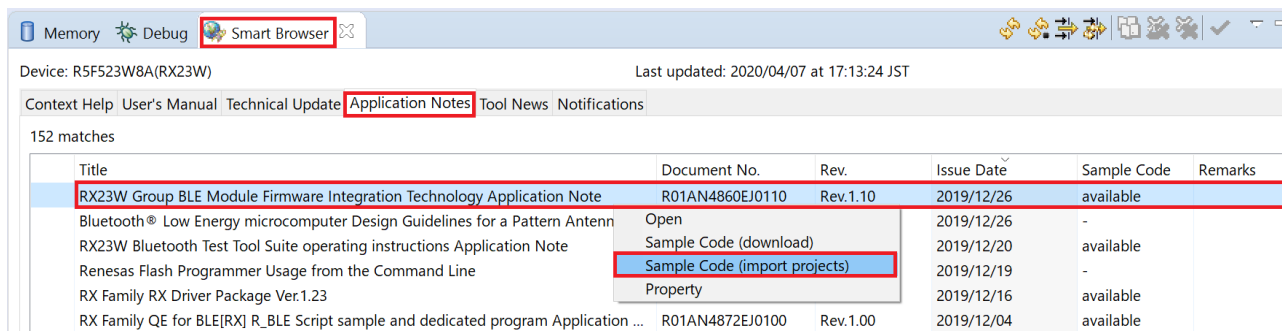 Memory Debug Smart Browser
Device: R5F523W8A(RX23W) Last updated: 2020/04/07 at 17:13:24 JST
Context Help User's Manual Technical Update Application Notes Tool News Notifications
152 matches
Title Document No. Rev. Issue Date Sample Code Remarks
RX23W Group BLE Module Firmware Integration Technology Application Note R01AN4860EJ0110 Rev.1.10 2019/12/26 available
Bluetooth® Low Energy microcomputer Design Guidelines for a Pattern Antenn Open 2019/12/26 -
RX23W Bluetooth Test Tool Suite operating instructions Application Note Sample Code (download) 2019/12/20 available
Renesas Flash Programmer Usage from the Command Line Sample Code (import projects) 2019/12/19 -
RX Family RX Driver Package Ver.1.23 Property 2019/12/16 available
RX Family QE for BLE[RX] R_BLE Script sample and dedicated program Application ... R01AN4872EJ0100 Rev.1.00 2019/12/04 available